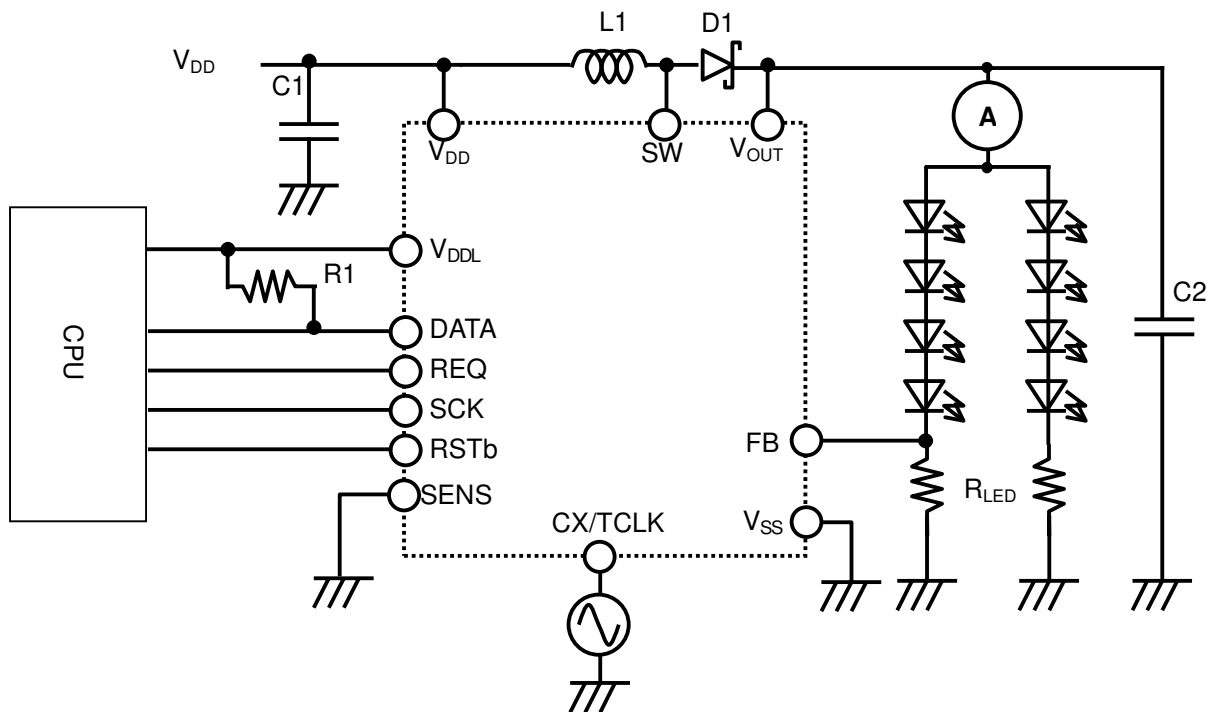 L1
D1
VDD
C1
A
VDD
SW
VOUT
CPU
VDDL
R1
DATA
REQ
SCK
RSTb
SENS
CX/TCLK
FB
VSS
RLED
C2